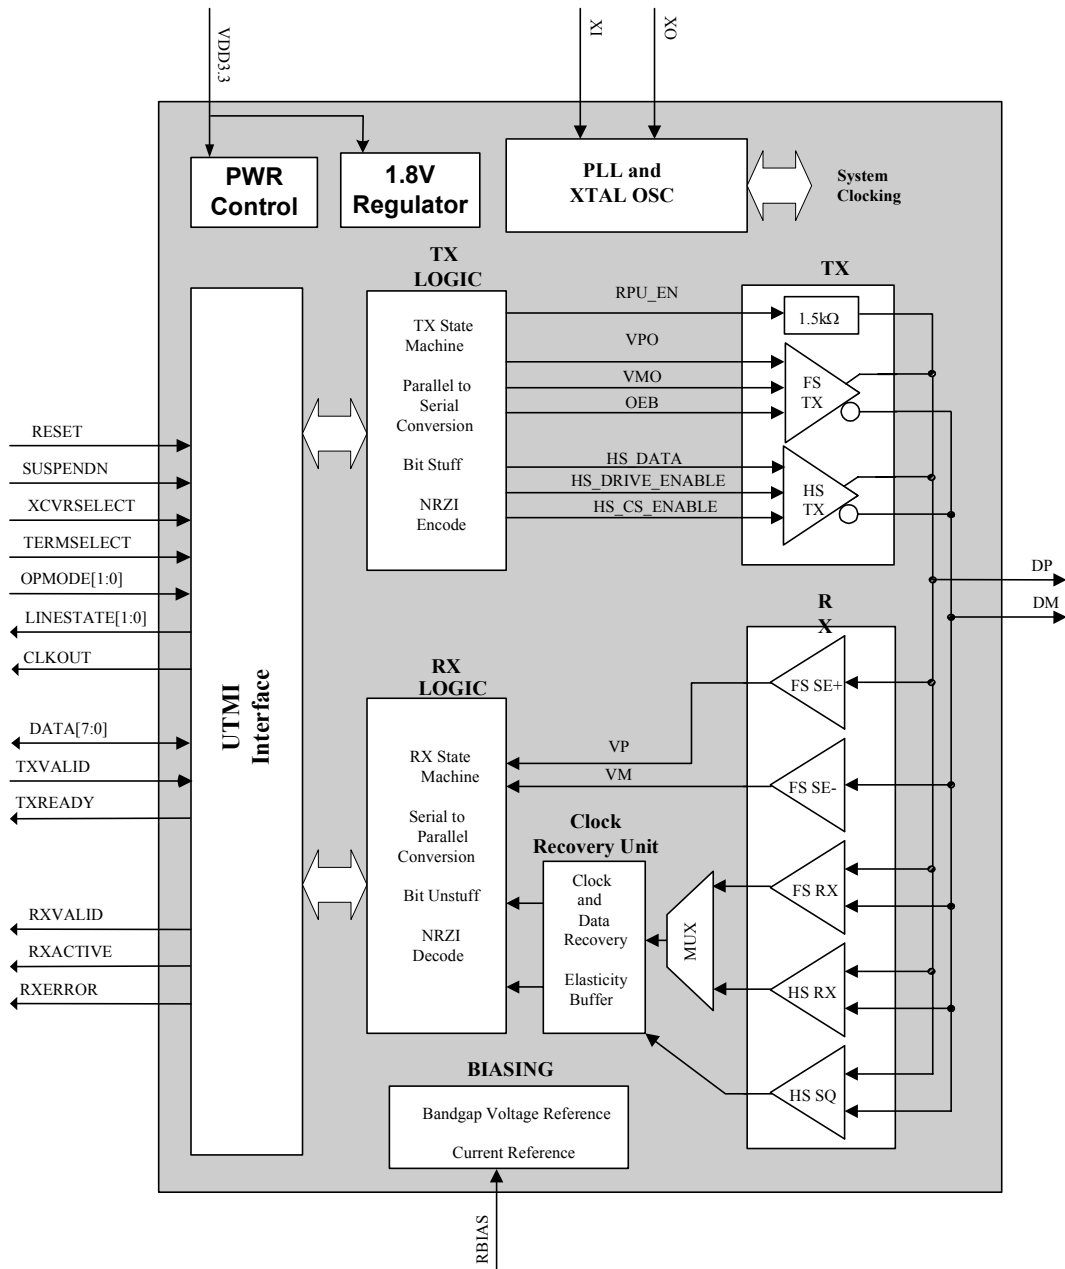 VDD3.3
XI
XO
PWR
Control
1.8V
Regulator
PLL and
XTAL OSC
System
Clocking
TX
LOGIC
TX State
Machine
Parallel to
Serial
Conversion
Bit Stuff
NRZI
Encode
RPU_EN
VPO
VMO
OEB
HS_DATA
HS_DRIVE_ENABLE
HS_CS_ENABLE
TX
1.5kΩ
FS
TX
HS
TX
RESET
SUSPENDN
XCVRSELECT
TERMSELECT
OPMODE[1:0]
LINESTATE[1:0]
CLKOUT
DATA[7:0]
TXVALID
TXREADY
RXVALID
RXACTIVE
RXERROR
UTMI
Interface
DP
DM
RX
LOGIC
RX State
Machine
Serial to
Parallel
Conversion
Bit Unstuff
NRZI
Decode
VP
VM
Clock
Recovery Unit
Clock
and
Data
Recovery
Elasticity
Buffer
MUX
R
X
FS SE+
FS SE-
FS RX
HS RX
HS SQ
BIASING
Bandgap Voltage Reference
Current Reference
RBIAS